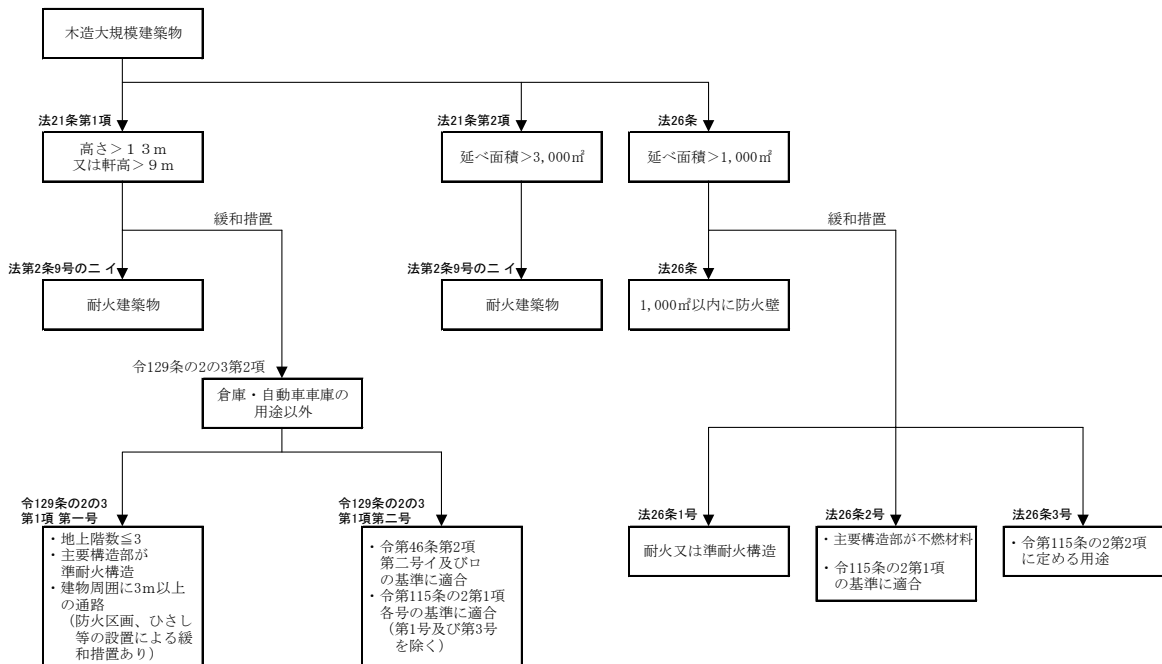 木造大規模建築物
法21条第1項
高さ>13m
又は軒高>9m
法21条第2項
延べ面積>3,000㎡
法26条
延べ面積>1,000㎡
緩和措置
緩和措置
法第2条9号のニ イ
耐火建築物
法第2条9号のニ イ
耐火建築物
法26条
1,000㎡以内に防火壁
令129条の2の3第2項
倉庫・自動車車庫の
用途以外
令129条の2の3
第1項 第一号
・地上階数≦3
・主要構造部が
準耐火構造
・建物周囲に3m以上
の通路
(防火区画、ひさし
等の設置による緩
和措置あり)
令129条の2の3
第1項第二号
・令第46条第2項
第二号イ及びロ
の基準に適合
・令第115条の2第1項
各号の基準に適合
(第1号及び第3号
を除く)
法26条1号
耐火又は準耐火構造
法26条2号
・主要構造部が不燃材料
・令115条の2第1項
の基準に適合
法26条3号
・令第115条の2第2項
に定める用途